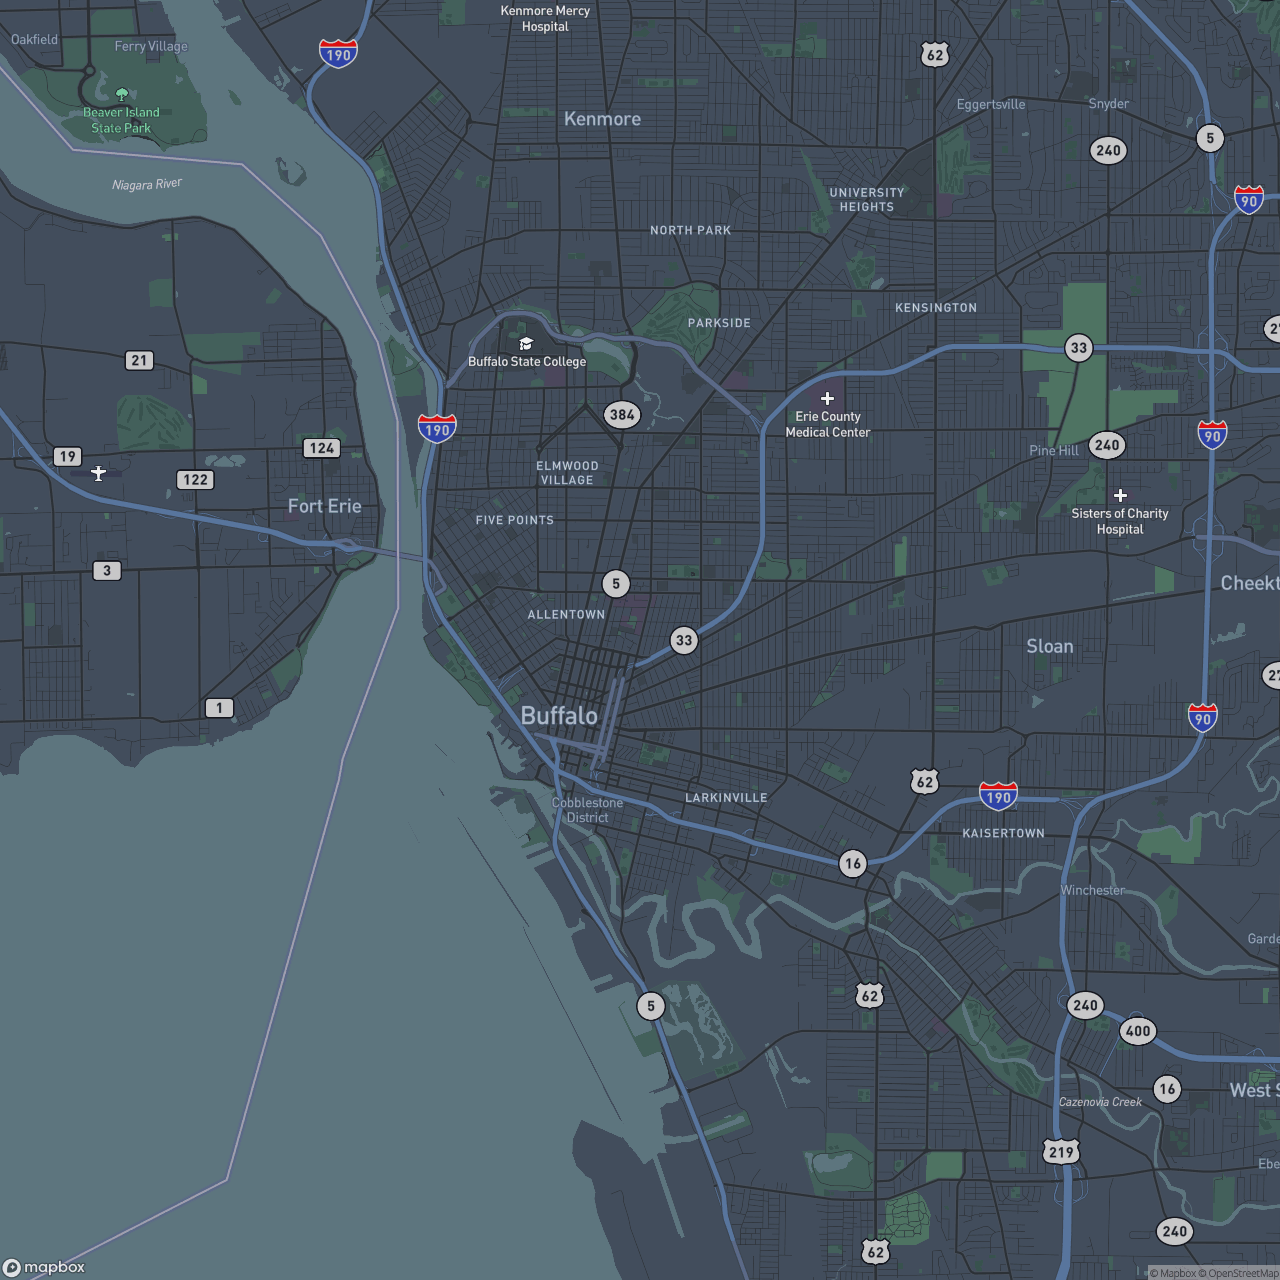 Kenmore Mercy
Hospital
Oakfield
Ferry Village
190
62
Beaver Island
State Park
Kenmore
Eggertsville
Snyder
5
240
Niagara River
UNIVERSITY
HEIGHTS
90
NORTH PARK
KENSINGTON
PARKSIDE
21
Buffalo State College
33
384
Erie County
Medical Center
190
124
19
122
ELMWOOD
VILLAGE
Pine Hill
240
90
Fort Erie
FIVE POINTS
Sisters of Charity
Hospital
3
5
ALLENTOWN
33
Sloan
Cheekt
1
Buffalo
27
90
62
190
LARKINVILLE
Cobblestone
District
KAISERTOWN
16
Winchester
Garde
62
5
240
400
16
West S
Cazenovia Creek
219
Ebe
240
62
mapbox
© Mapbox © OpenStreetMap